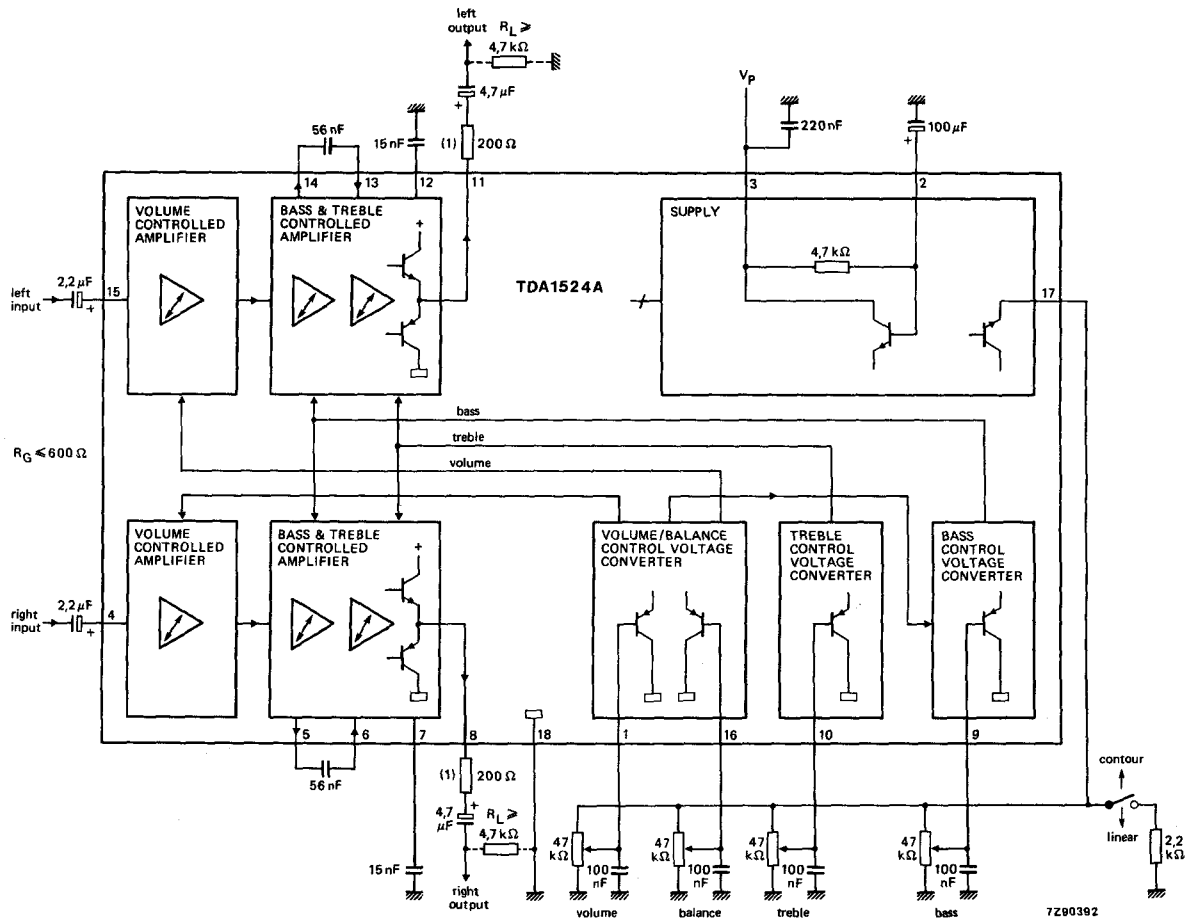 left
output
R_L ≥
4,7 kΩ
4,7 µF
+
56 nF
15 nF
(1)
200 Ω
V_P
220 nF
100 µF
+
14
13
12
11
3
2
VOLUME
CONTROLLED
AMPLIFIER
BASS & TREBLE
CONTROLLED
AMPLIFIER
+
SUPPLY
4,7 kΩ
TDA1524A
17
2,2 µF
left
input
+
15
bass
treble
volume
R_G ≤ 600 Ω
VOLUME
CONTROLLED
AMPLIFIER
BASS & TREBLE
CONTROLLED
AMPLIFIER
+
VOLUME/BALANCE
CONTROL VOLTAGE
CONVERTER
TREBLE
CONTROL
VOLTAGE
CONVERTER
BASS
CONTROL
VOLTAGE
CONVERTER
2,2 µF
right
input
+
4
5
6
7
8
18
1
16
10
9
56 nF
(1)
200 Ω
4,7
µF
+
R_L ≥
4,7 kΩ
15 nF
right
output
47
kΩ
100
nF
volume
47
kΩ
100
nF
balance
47
kΩ
100
nF
treble
47
kΩ
100
nF
bass
contour
linear
2,2
kΩ
7Z90392